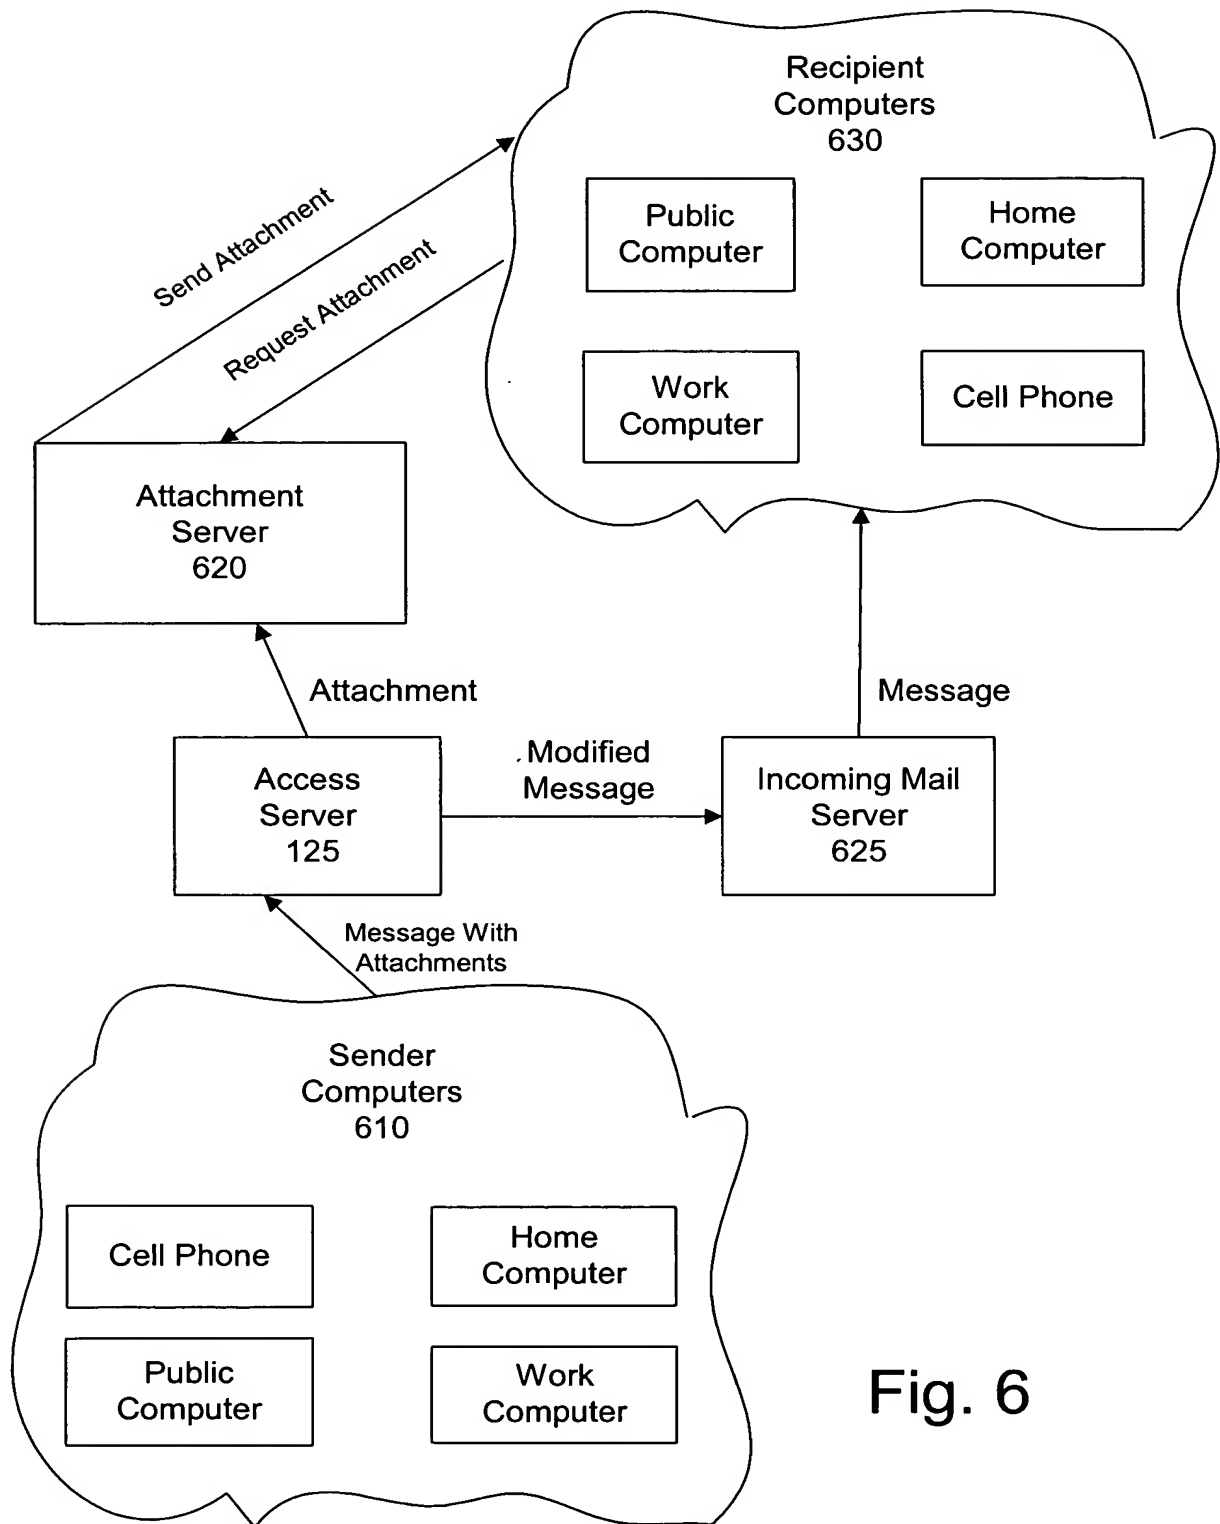 Recipient
Computers
630
Public
Computer
Home
Computer
Work
Computer
Cell Phone
Send Attachment
Request Attachment
Attachment
Server
620
Attachment
Message
Access
Server
125
Modified
Message
Incoming Mail
Server
625
Message With
Attachments
Sender
Computers
610
Cell Phone
Home
Computer
Public
Computer
Work
Computer
Fig. 6